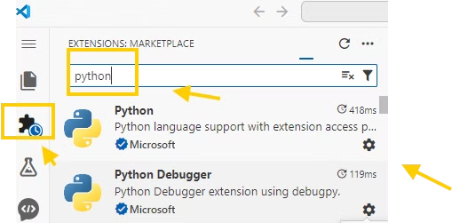 EXTENSIONS: MARKETPLACE
python
Python
418ms
Python language support with extension access p...
Microsoft
Python Debugger
119ms
Python Debugger extension using debugpy.
Microsoft